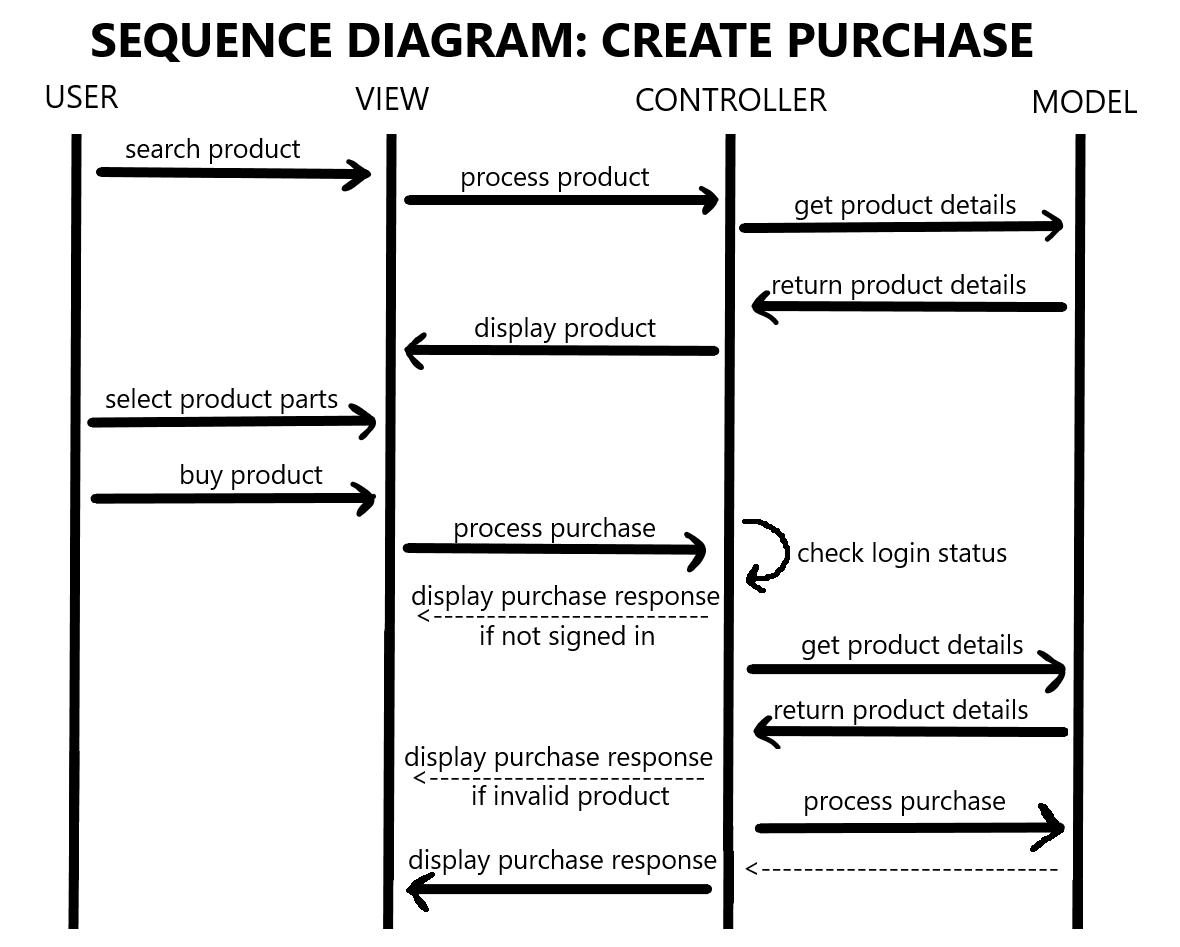 SEQUENCE DIAGRAM: CREATE PURCHASE
USER
VIEW
CONTROLLER
MODEL
search product
process product
get product details
return product details
display product
select product parts
buy product
process purchase
check login status
display purchase response
if not signed in
get product details
return product details
display purchase response
if invalid product
process purchase
display purchase response